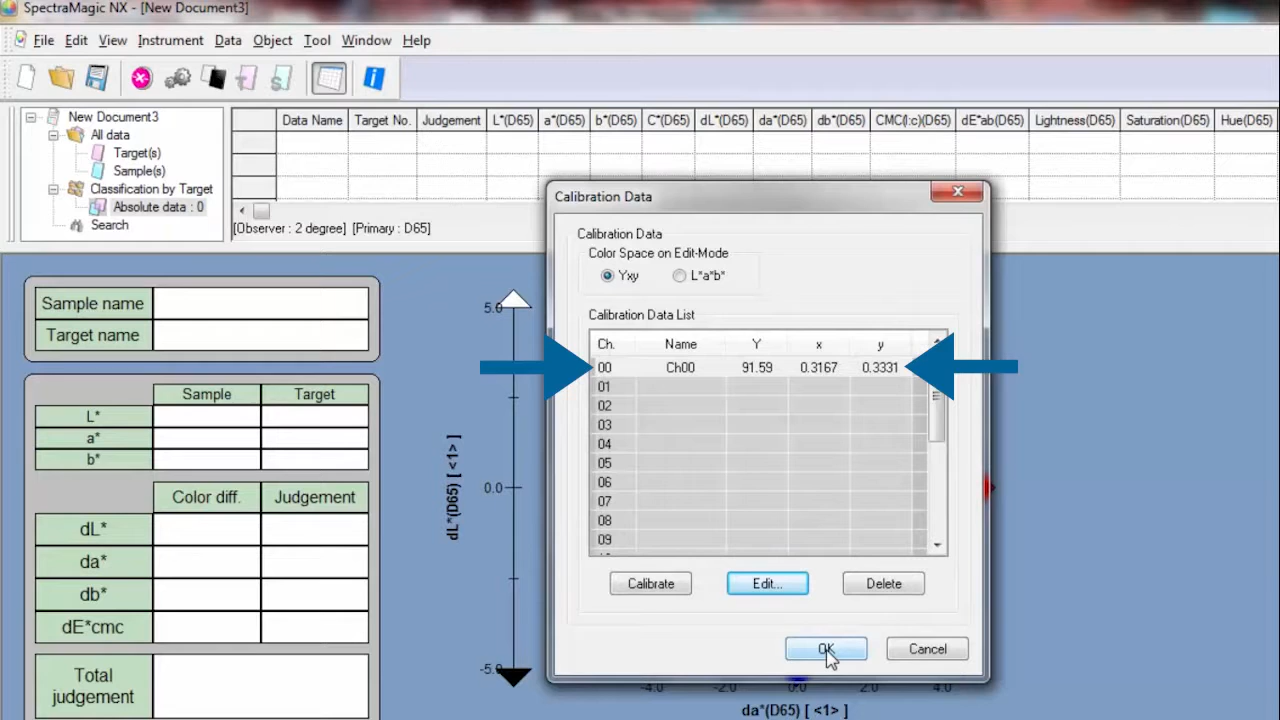 SpectraMagic NX - [New Document3]
File Edit View Instrument Data Object Tool Window Help
New Document3
All data
Target(s)
Sample(s)
Classification by Target
Absolute data : 0
Search
Data Name Target No. Judgement L*(D65) a*(D65) b*(D65) C*(D65) dL*(D65) da*(D65) db*(D65) CMC(l:c)(D65) dE*ab(D65) Lightness(D65) Saturation(D65) Hue(D65)
[Observer : 2 degree] [Primary : D65]
Sample name
Target name
Sample Target
L*
a*
b*
Color diff. Judgement
dL*
da*
db*
dE*cmc
Total
judgement
5.0
0.0
-5.0
dL*(D65) [ <1> ]
-4.0 -2.0 0.0 2.0 4.0
da*(D65) [ <1> ]
Calibration Data
Calibration Data
Color Space on Edit-Mode
Yxy L*a*b*
Calibration Data List
Ch. Name Y x y
00 Ch00 91.59 0.3167 0.3331
01
02
03
04
05
06
07
08
09
Calibrate Edit... Delete
OK Cancel